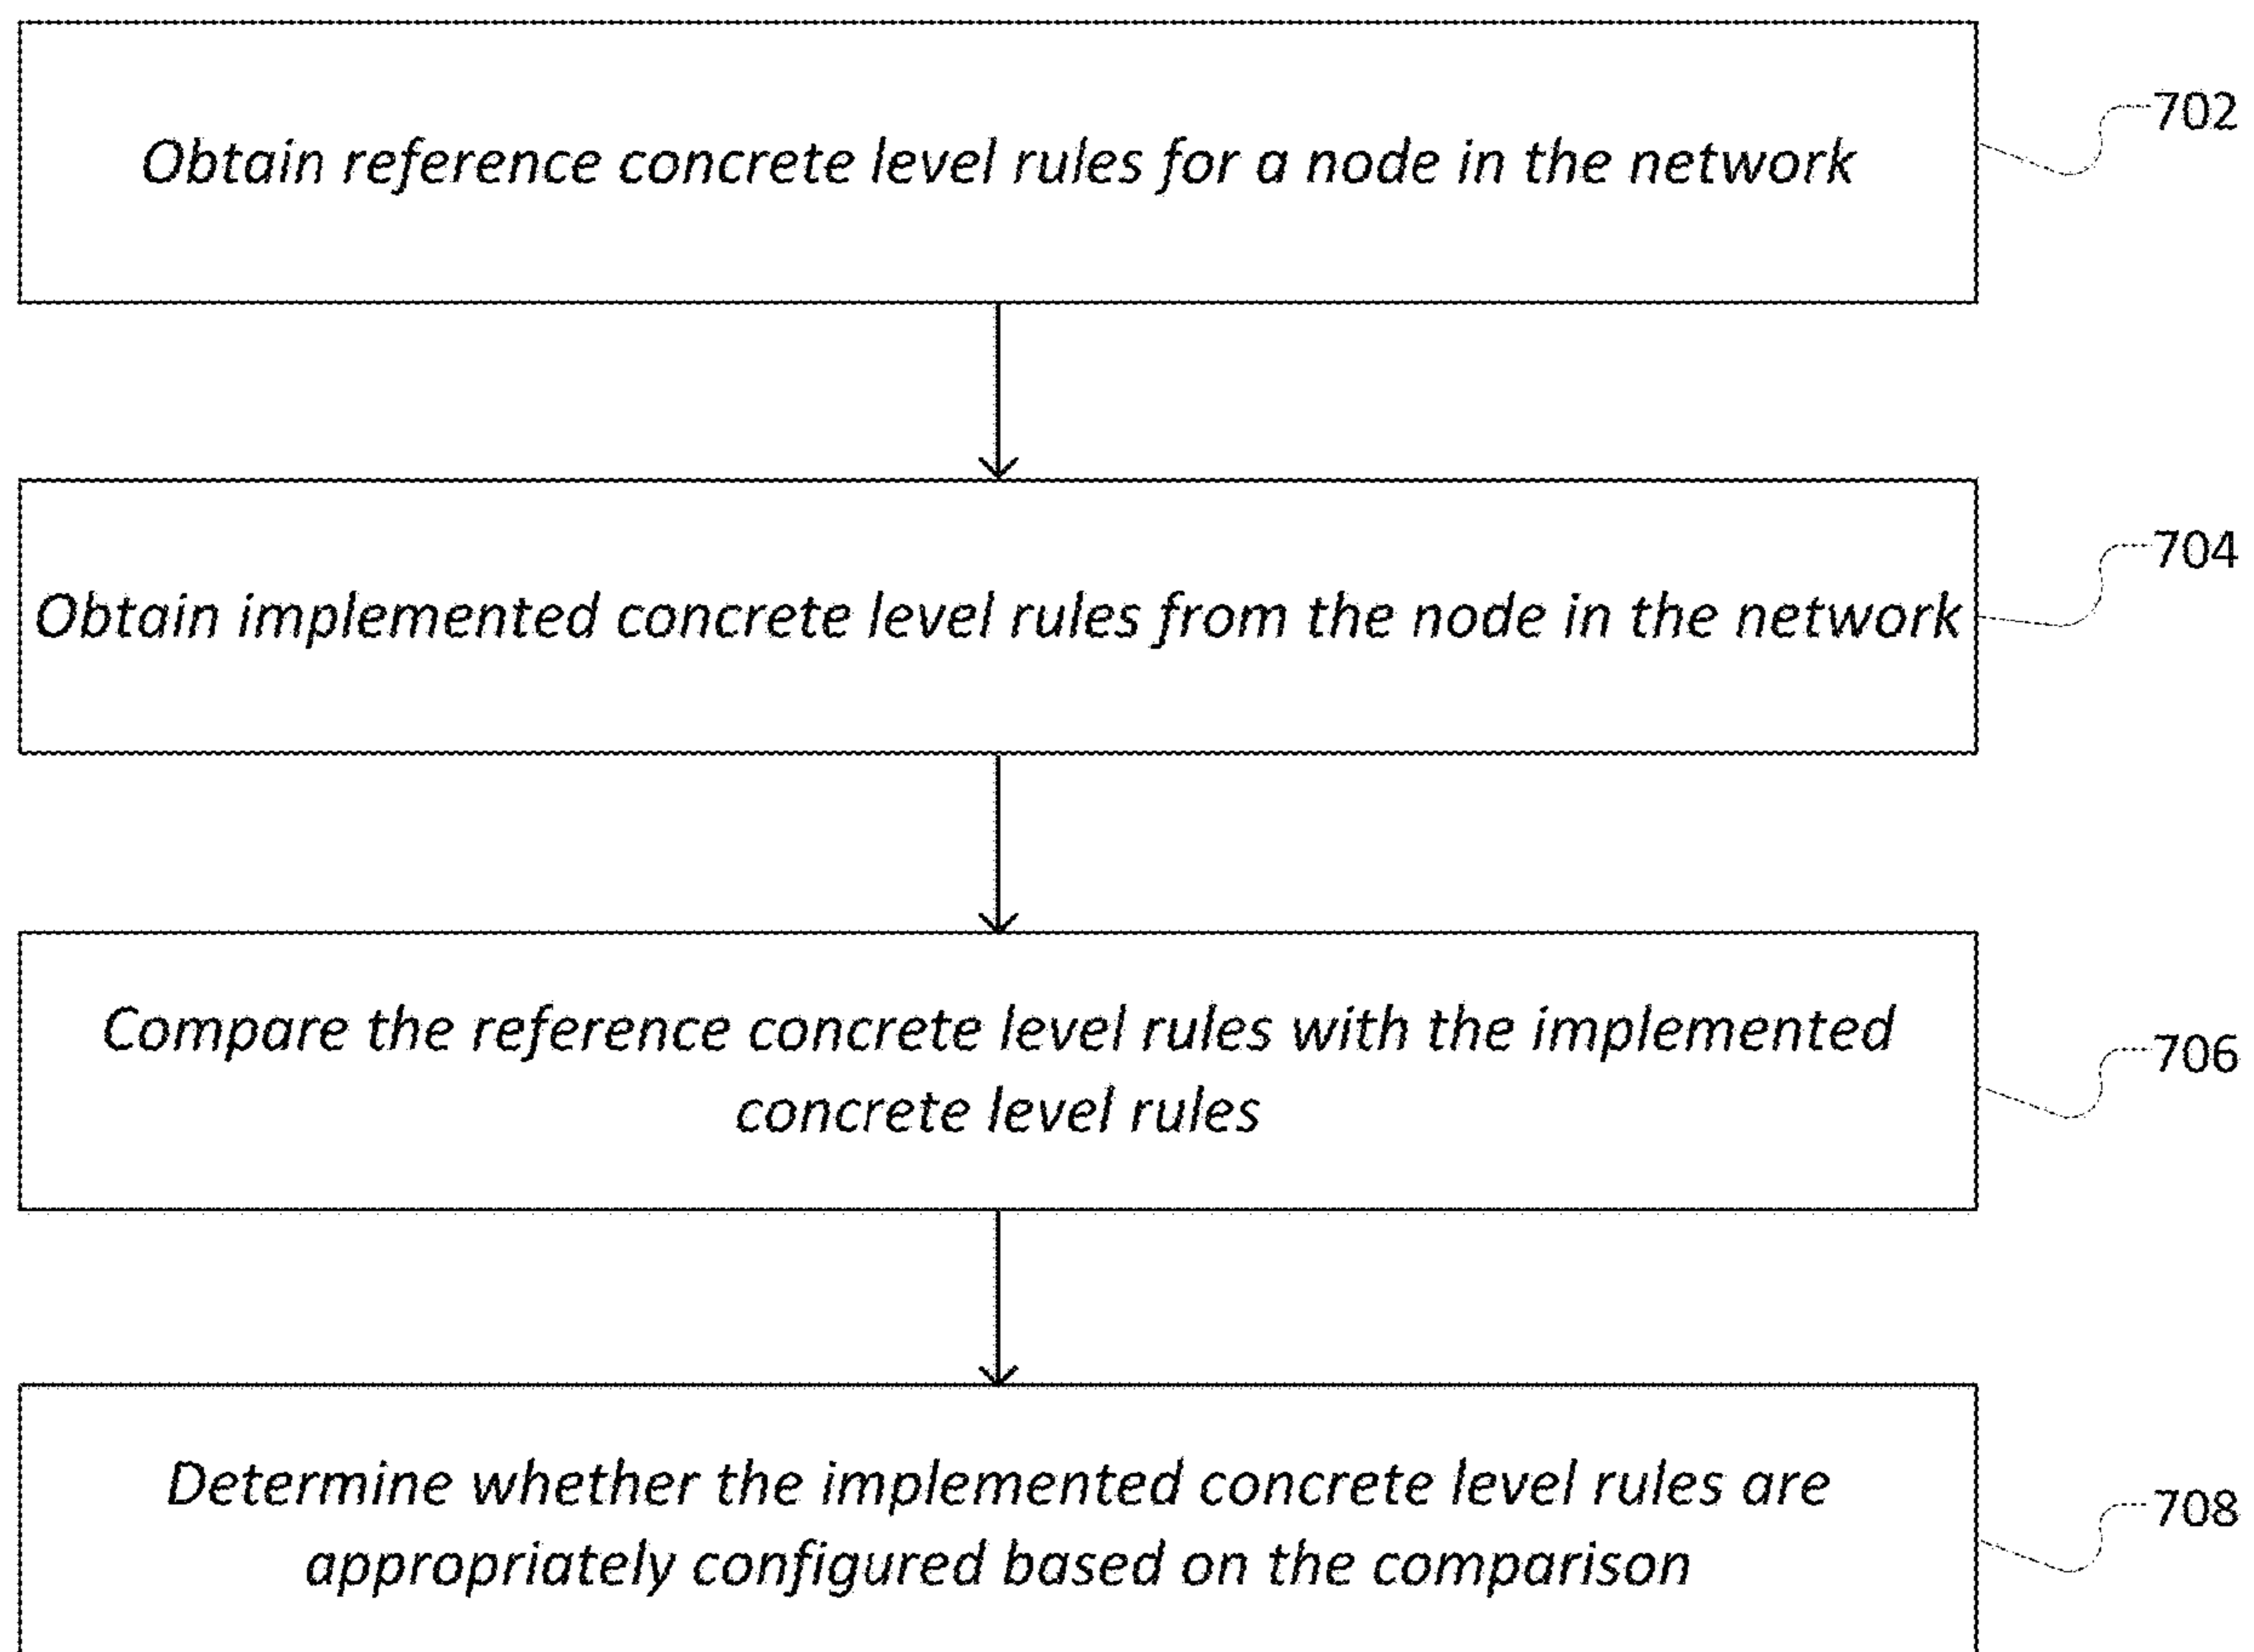 Obtain reference concrete level rules for a node in the network
702
Obtain implemented concrete level rules from the node in the network
704
Compare the reference concrete level rules with the implemented
concrete level rules
706
Determine whether the implemented concrete level rules are
appropriately configured based on the comparison
708